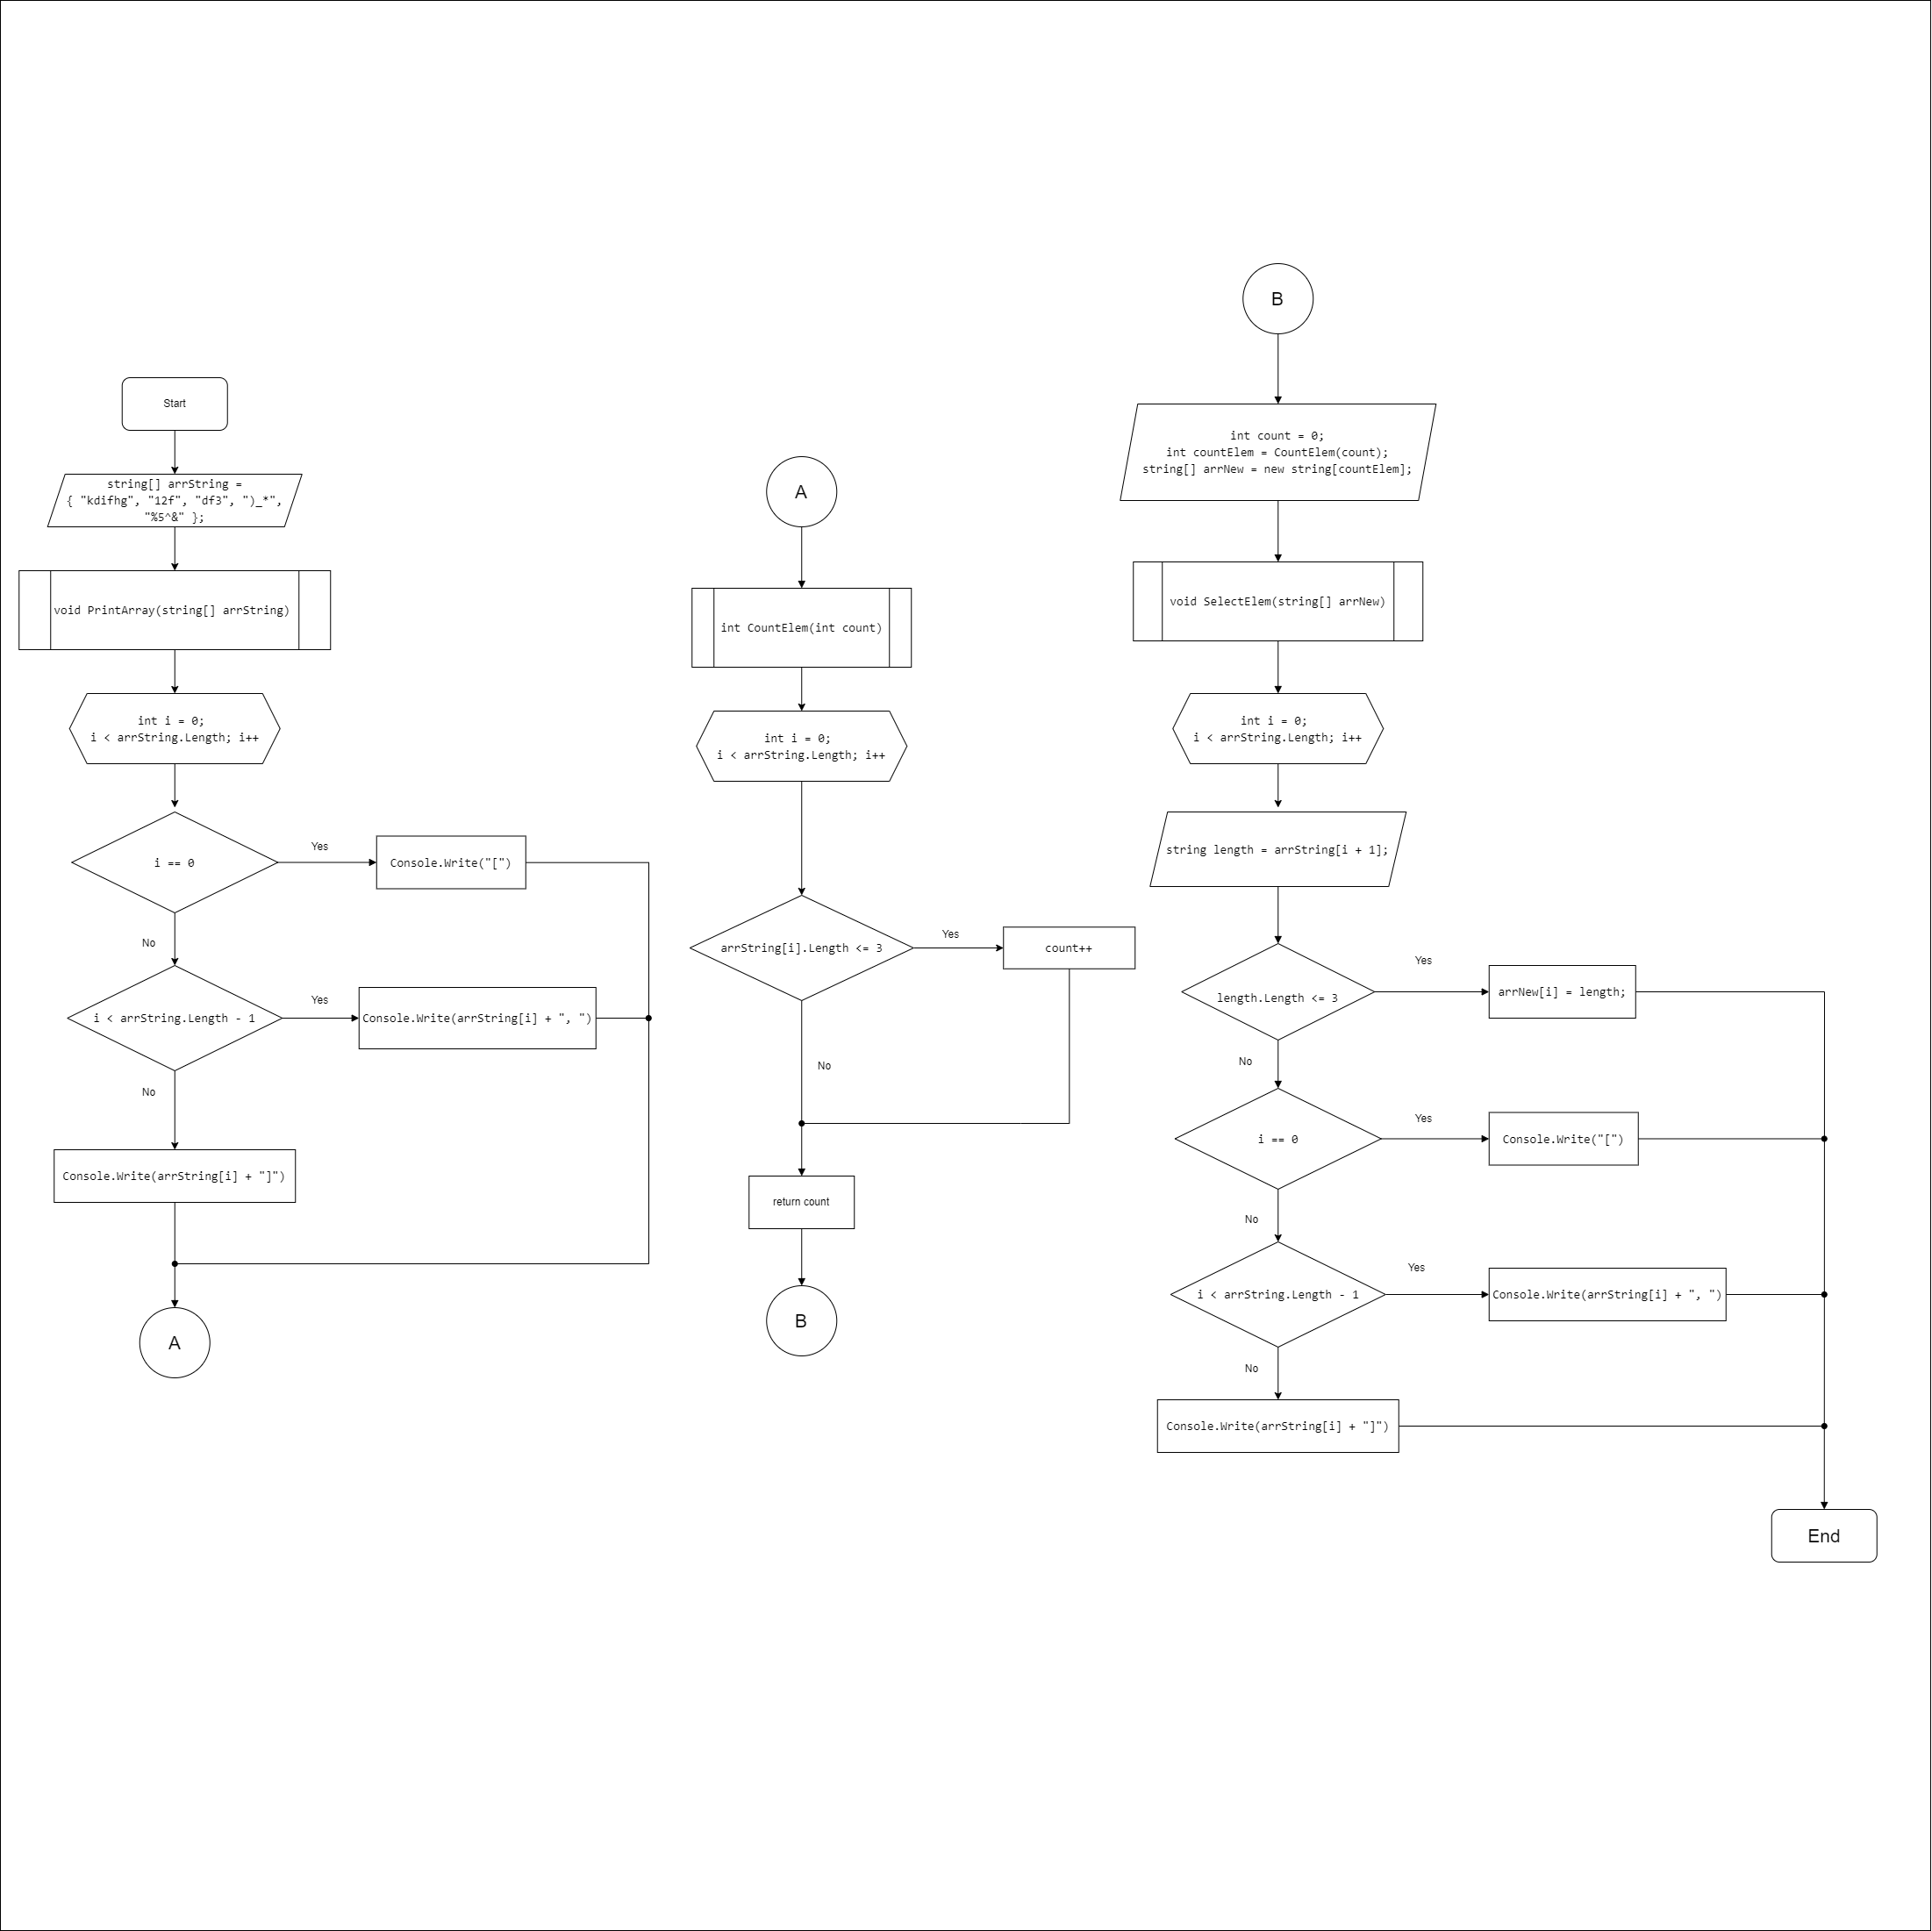 Start
string[] arrString =
{ "kdifhg", "12f", "df3", ")_*",
"%5^&" };
void PrintArray(string[] arrString)
int i = 0;
i < arrString.Length; i++
i == 0
Yes
Console.Write("[")
No
i < arrString.Length - 1
Yes
Console.Write(arrString[i] + ", ")
No
Console.Write(arrString[i] + "]")
A
A
int CountElem(int count)
int i = 0;
i < arrString.Length; i++
arrString[i].Length <= 3
Yes
count++
No
return count
B
B
int count = 0;
int countElem = CountElem(count);
string[] arrNew = new string[countElem];
void SelectElem(string[] arrNew)
int i = 0;
i < arrString.Length; i++
string length = arrString[i + 1];
length.Length <= 3
Yes
arrNew[i] = length;
No
i == 0
Yes
Console.Write("[")
No
i < arrString.Length - 1
Yes
Console.Write(arrString[i] + ", ")
No
Console.Write(arrString[i] + "]")
End